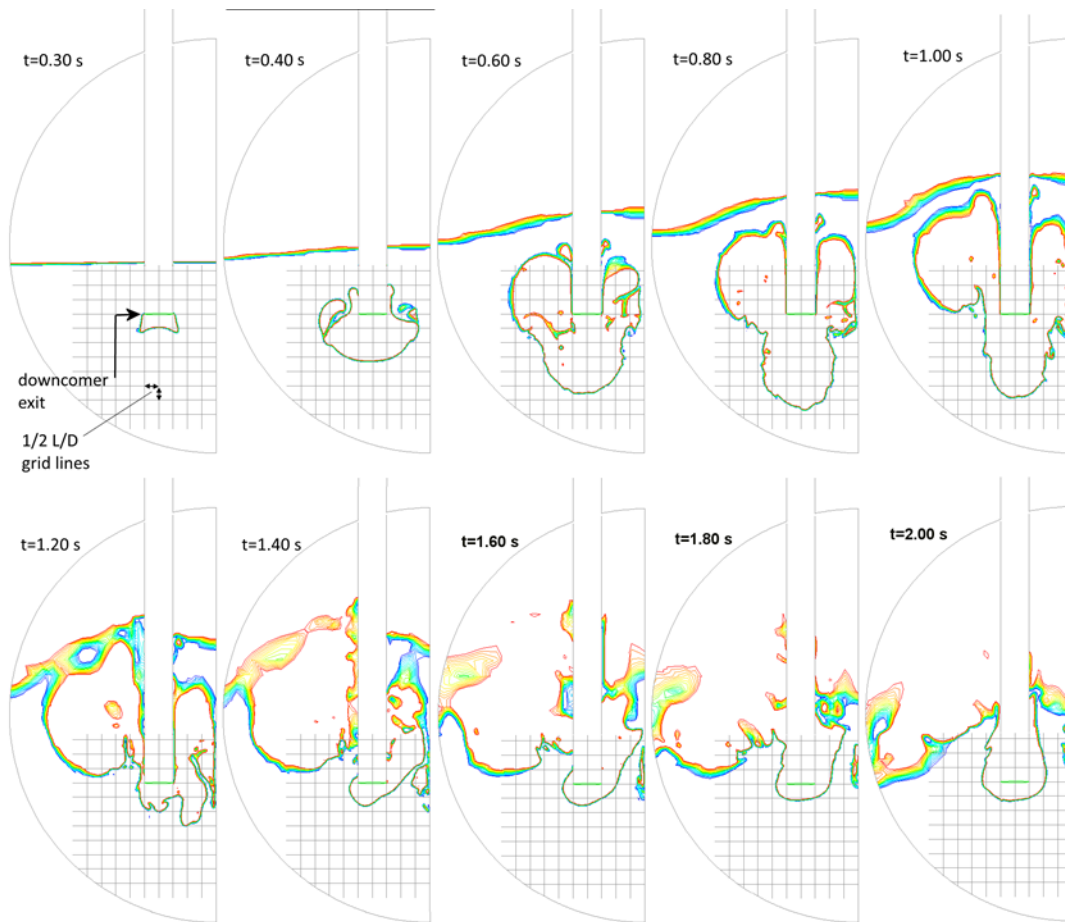 t=0.30 s
t=0.40 s
t=0.60 s
t=0.80 s
t=1.00 s
downcomer
exit
1/2 L/D
grid lines
t=1.20 s
t=1.40 s
t=1.60 s
t=1.80 s
t=2.00 s